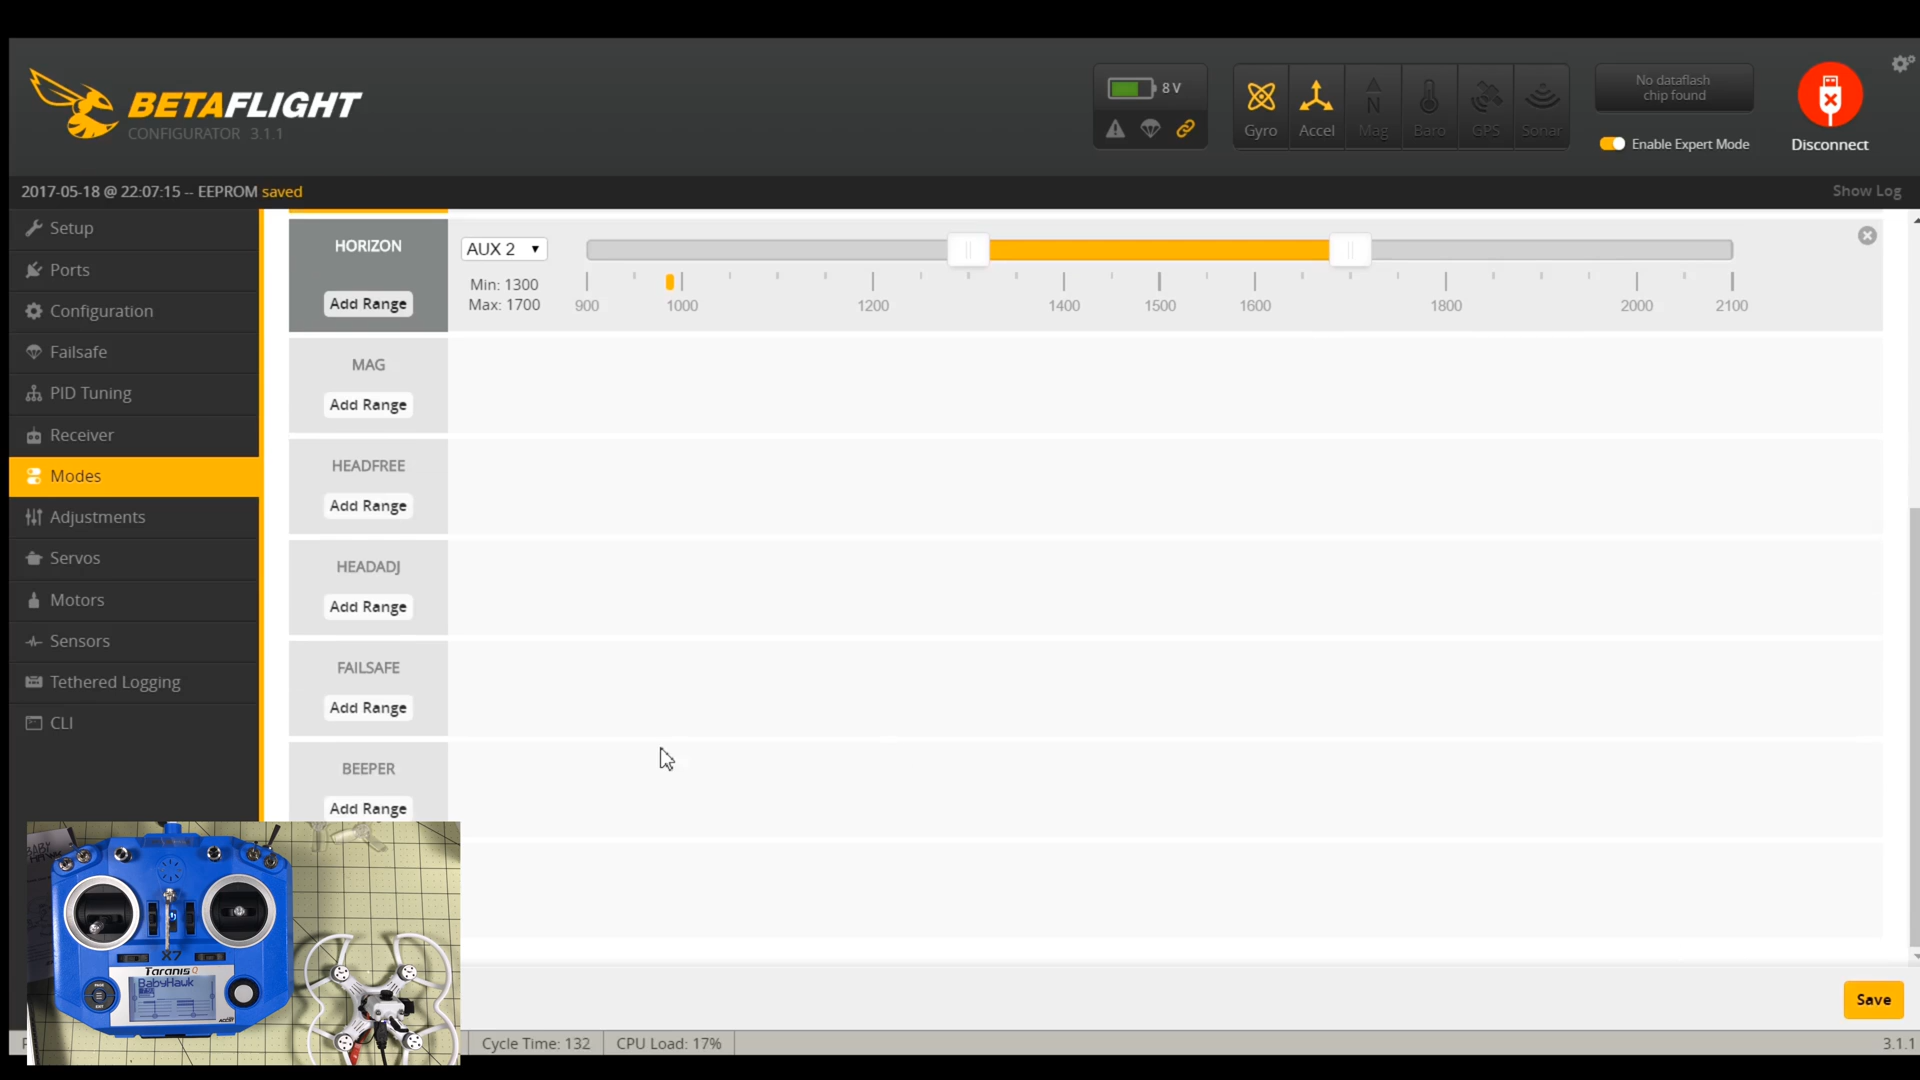 BETAFLIGHT
CONFIGURATOR 3.1.1
8 V
Gyro
Accel
Mag
Baro
GPS
Sonar
No dataflash
chip found
Enable Expert Mode
Disconnect
2017-05-18 @ 22:07:15 -- EEPROM saved
Show Log
Setup
Ports
Configuration
Failsafe
PID Tuning
Receiver
Modes
Adjustments
Servos
Motors
Sensors
Tethered Logging
CLI
HORIZON
Add Range
AUX 2
Min: 1300
Max: 1700
900 1000 1200 1400 1500 1600 1800 2000 2100
MAG
Add Range
HEADFREE
Add Range
HEADADJ
Add Range
FAILSAFE
Add Range
BEEPER
Add Range
BABY
X7
Taranis Q
BabyHawk
Save
Cycle Time: 132
CPU Load: 17%
3.1.1